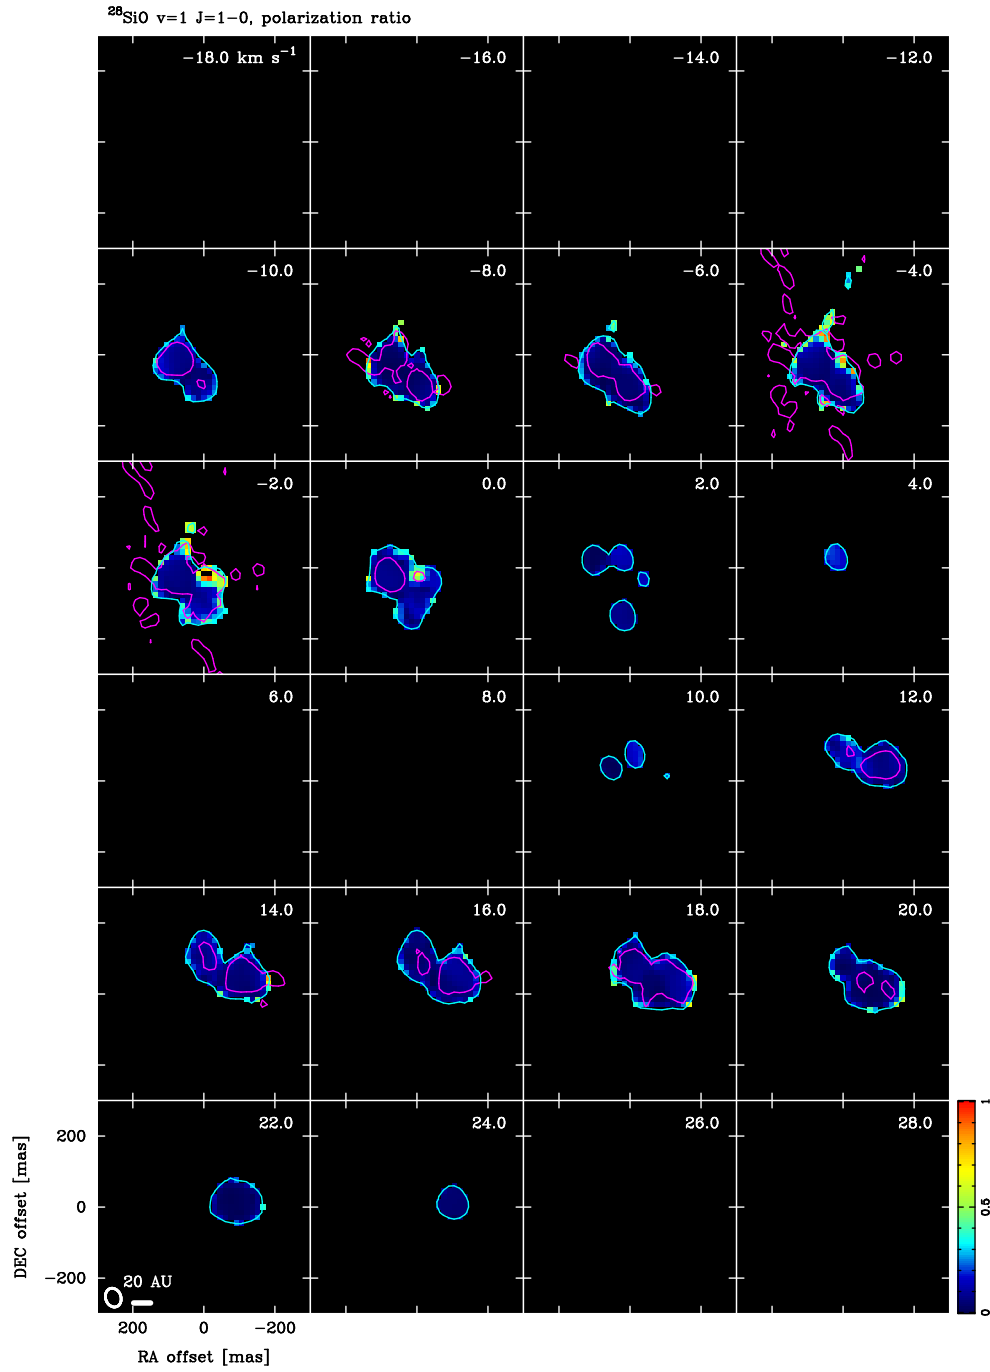 ²⁸SiO v=1 J=1−0, polarization ratio
−18.0 km s⁻¹ −16.0 −14.0 −12.0
−10.0 −8.0 −6.0 −4.0
−2.0 0.0 2.0 4.0
6.0 8.0 10.0 12.0
14.0 16.0 18.0 20.0
22.0 24.0 26.0 28.0
1
0.5
0
200
0
−200
DEC offset [mas]
20 AU
200 0 −200
RA offset [mas]